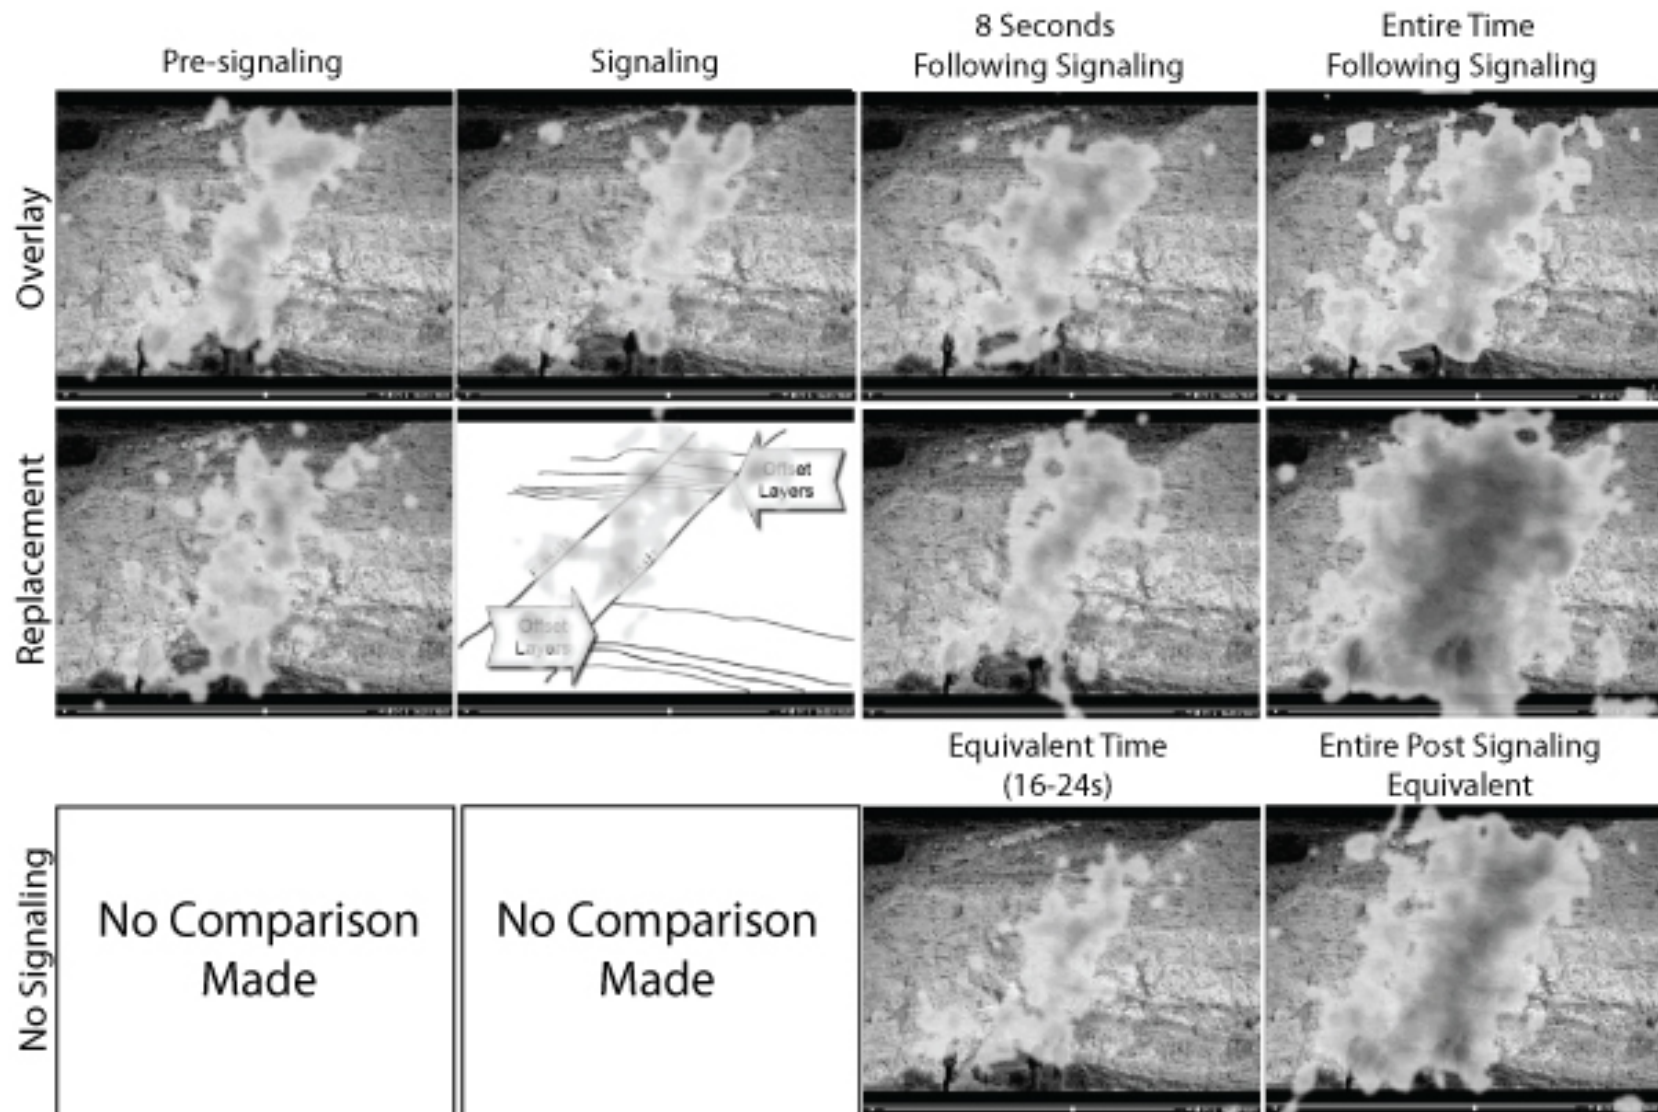 Pre-signaling
Signaling
8 Seconds
Following Signaling
Entire Time
Following Signaling
Overlay
Replacement
Offset
Layers
Offset
Layers
Equivalent Time
(16-24s)
Entire Post Signaling
Equivalent
No Signaling
No Comparison
Made
No Comparison
Made